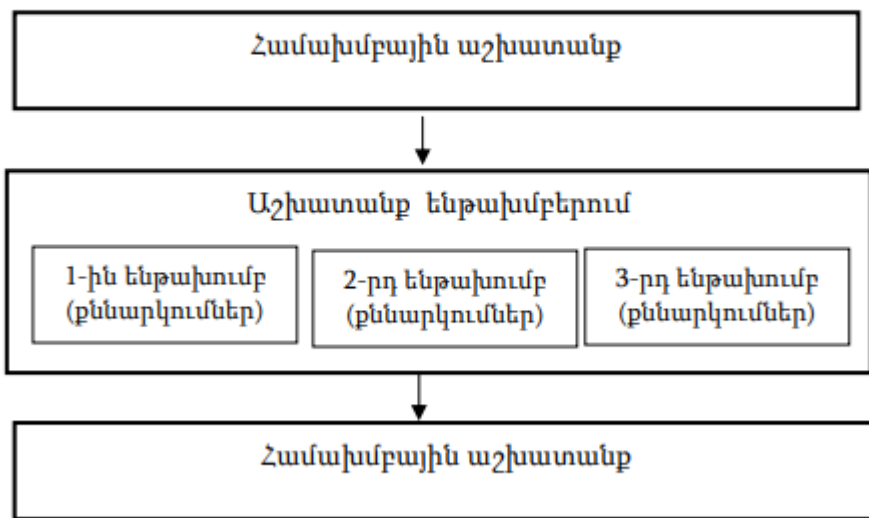 Համախմբային աշխատանք
Աշխատանք ենթախմբերում
1-ին ենթախումբ
(քննարկումներ)
2-րդ ենթախումբ
(քննարկումներ)
3-րդ ենթախումբ
(քննարկումներ)
Համախմբային աշխատանք